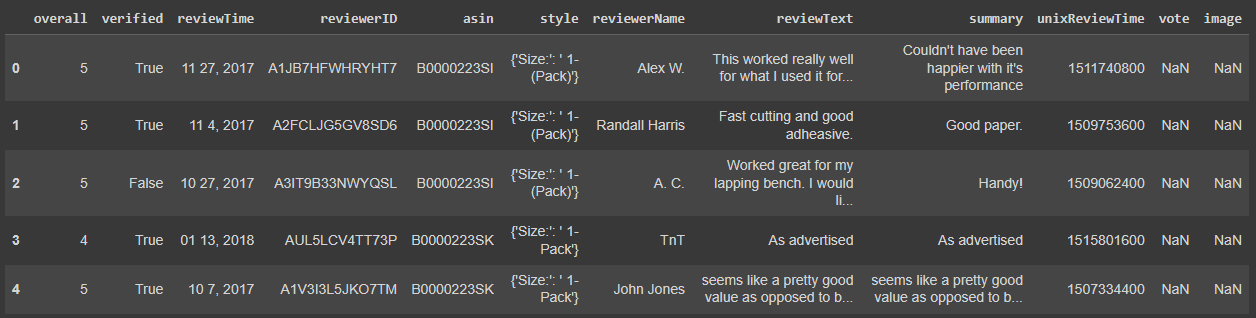 overall verified reviewTime reviewerID asin style reviewerName reviewText summary unixReviewTime vote image
0 5 True 11 27, 2017 A1JB7HFWHRYHT7 B0000223SI {'Size:': ' 1-(Pack)'} Alex W. This worked really well for what I used it for... Couldn't have been happier with it's performance 1511740800 NaN NaN
1 5 True 11 4, 2017 A2FCLJG5GV8SD6 B0000223SI {'Size:': ' 1-(Pack)'} Randall Harris Fast cutting and good adheasive. Good paper. 1509753600 NaN NaN
2 5 False 10 27, 2017 A3IT9B33NWYQSL B0000223SI {'Size:': ' 1-(Pack)'} A. C. Worked great for my lapping bench. I would li... Handy! 1509062400 NaN NaN
3 4 True 01 13, 2018 AUL5LCV4TT73P B0000223SK {'Size:': ' 1-Pack'} TnT As advertised As advertised 1515801600 NaN NaN
4 5 True 10 7, 2017 A1V3I3L5JKO7TM B0000223SK {'Size:': ' 1-Pack'} John Jones seems like a pretty good value as opposed to b... seems like a pretty good value as opposed to b... 1507334400 NaN NaN